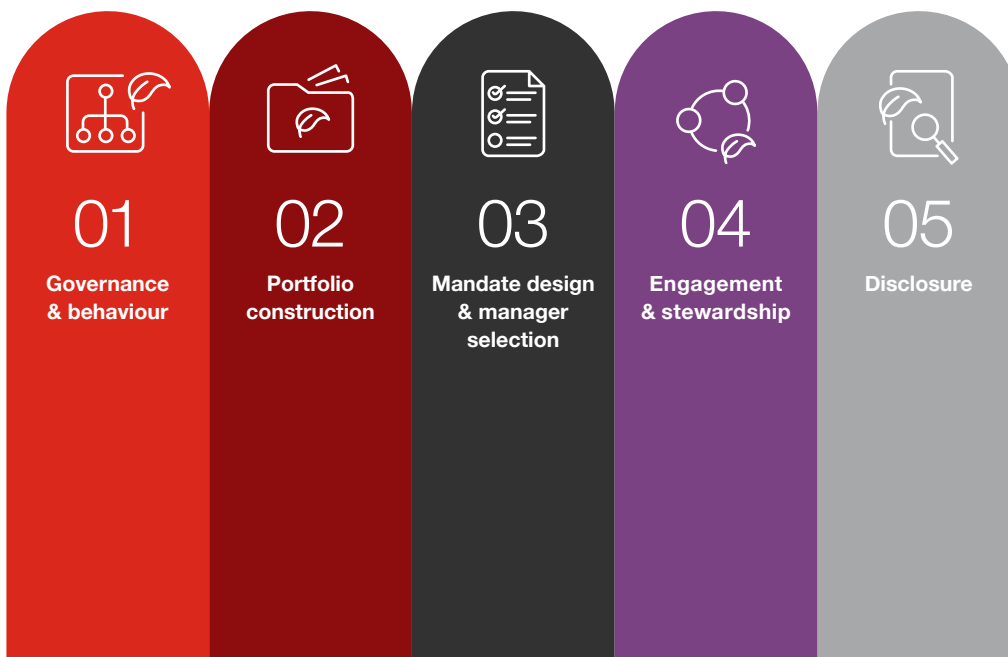 01
Governance
& behaviour
02
Portfolio
construction
03
Mandate design
& manager
selection
04
Engagement
& stewardship
05
Disclosure